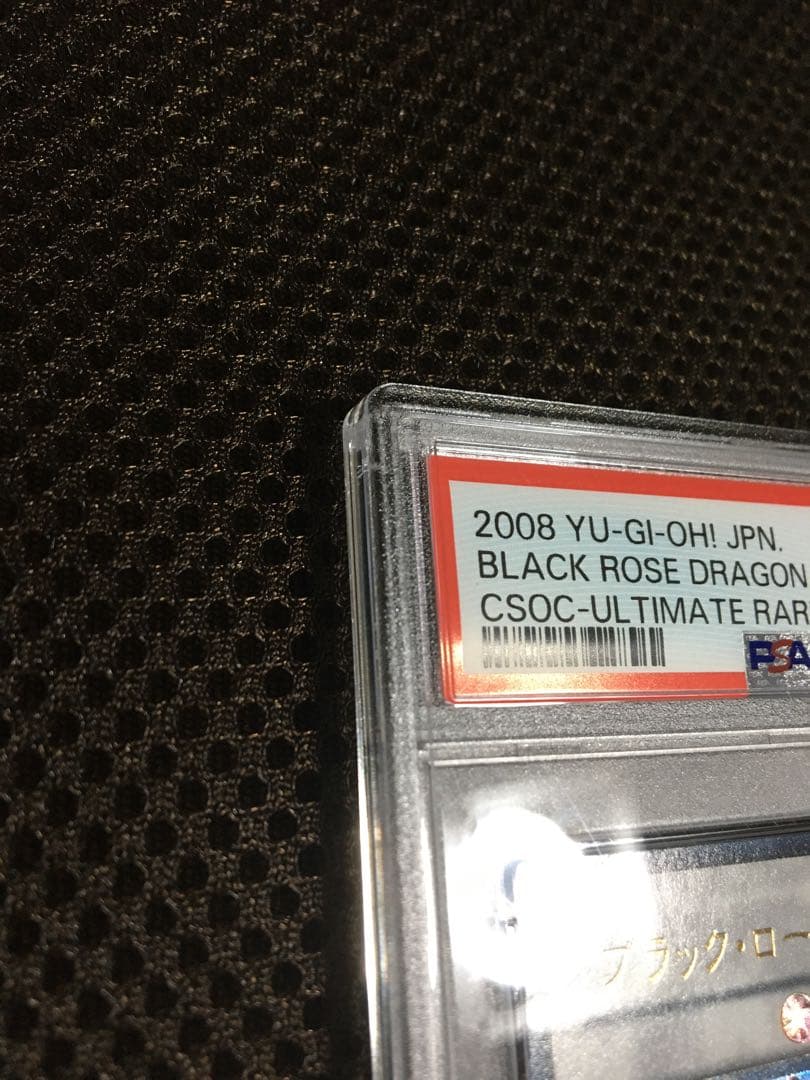 2008 YU-GI-OH! JPN.
BLACK ROSE DRAGON
CSOC-ULTIMATE RAR
PSA
ブラック・ロー